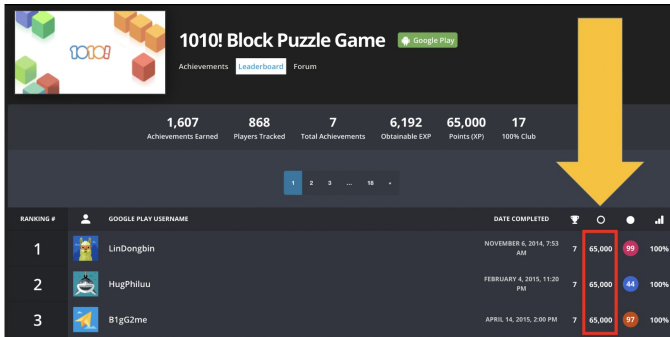 1010!
1010! Block Puzzle Game
Google Play
Achievements Leaderboard Forum
1,607 868 7 6,192 65,000 17
Achievements Earned Players Tracked Total Achievements Obtainable EXP Points (XP) 100% Club
1 2 3 ... 18 »
RANKING # GOOGLE PLAY USERNAME DATE COMPLETED
1 LinDongbin NOVEMBER 6, 2014, 7:53 AM 7 65,000 99 100%
2 HugPhiluu FEBRUARY 4, 2015, 11:20 PM 7 65,000 44 100%
3 B1gG2me APRIL 14, 2015, 2:00 PM 7 65,000 97 100%